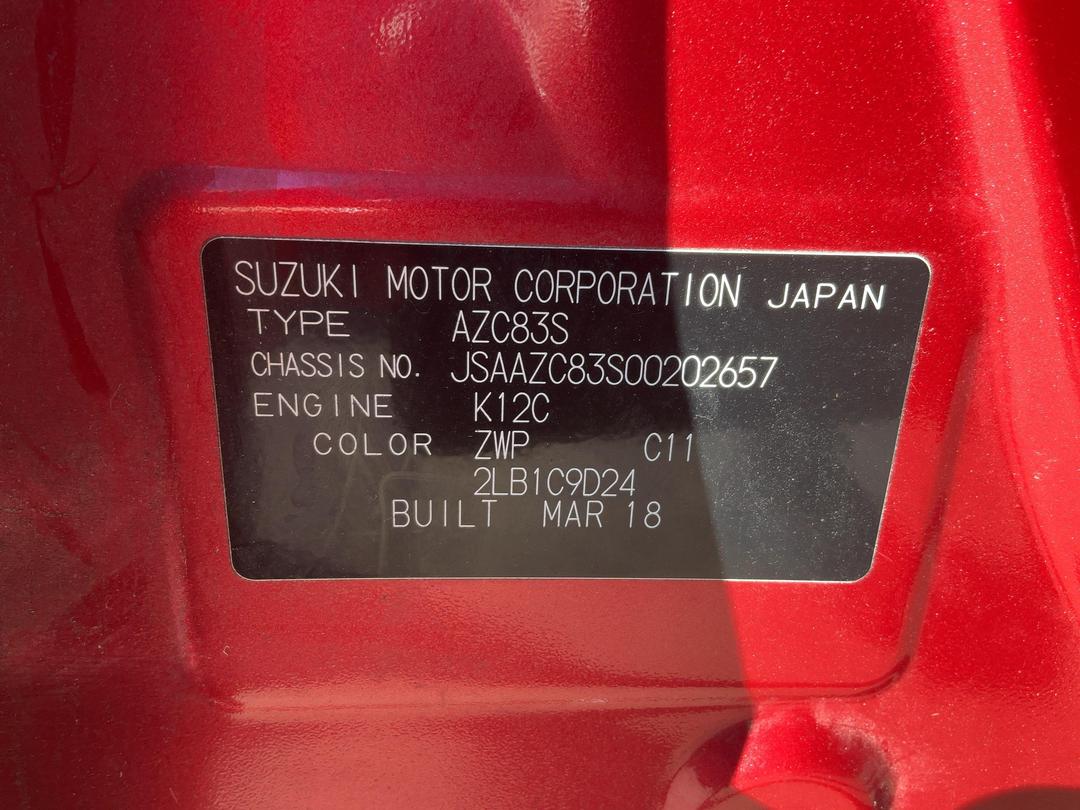 SUZUKI MOTOR CORPORATION JAPAN
TYPE AZC83S
CHASSIS NO. JSAAZC83S00202657
ENGINE K12C
COLOR ZWP C11
2LB1C9D24
BUILT MAR 18